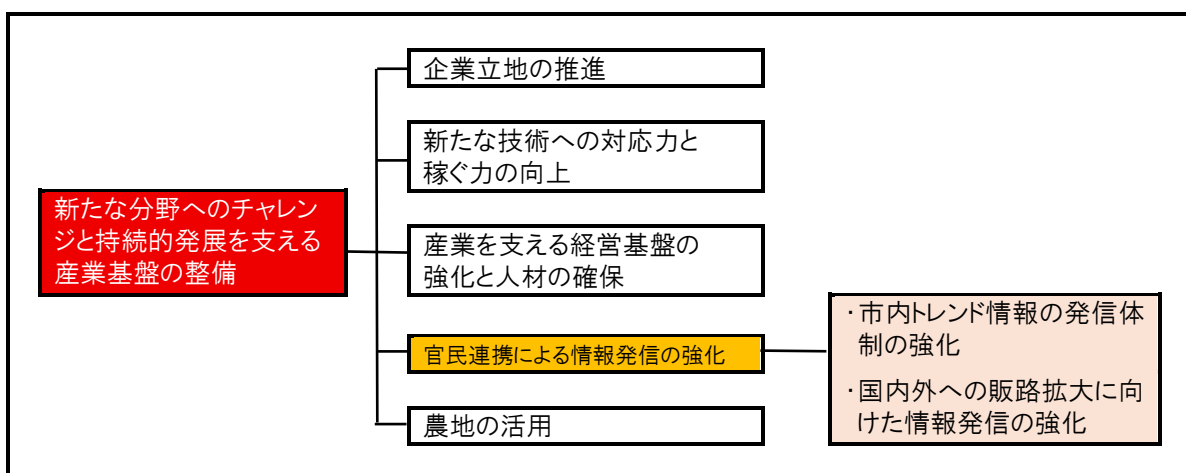 企業立地の推進
新たな技術への対応力と
稼ぐ力の向上
新たな分野へのチャレン
ジと持続的発展を支える
産業基盤の整備
産業を支える経営基盤の
強化と人材の確保
官民連携による情報発信の強化
・市内トレンド情報の発信体
制の強化
・国内外への販路拡大に向
けた情報発信の強化
農地の活用